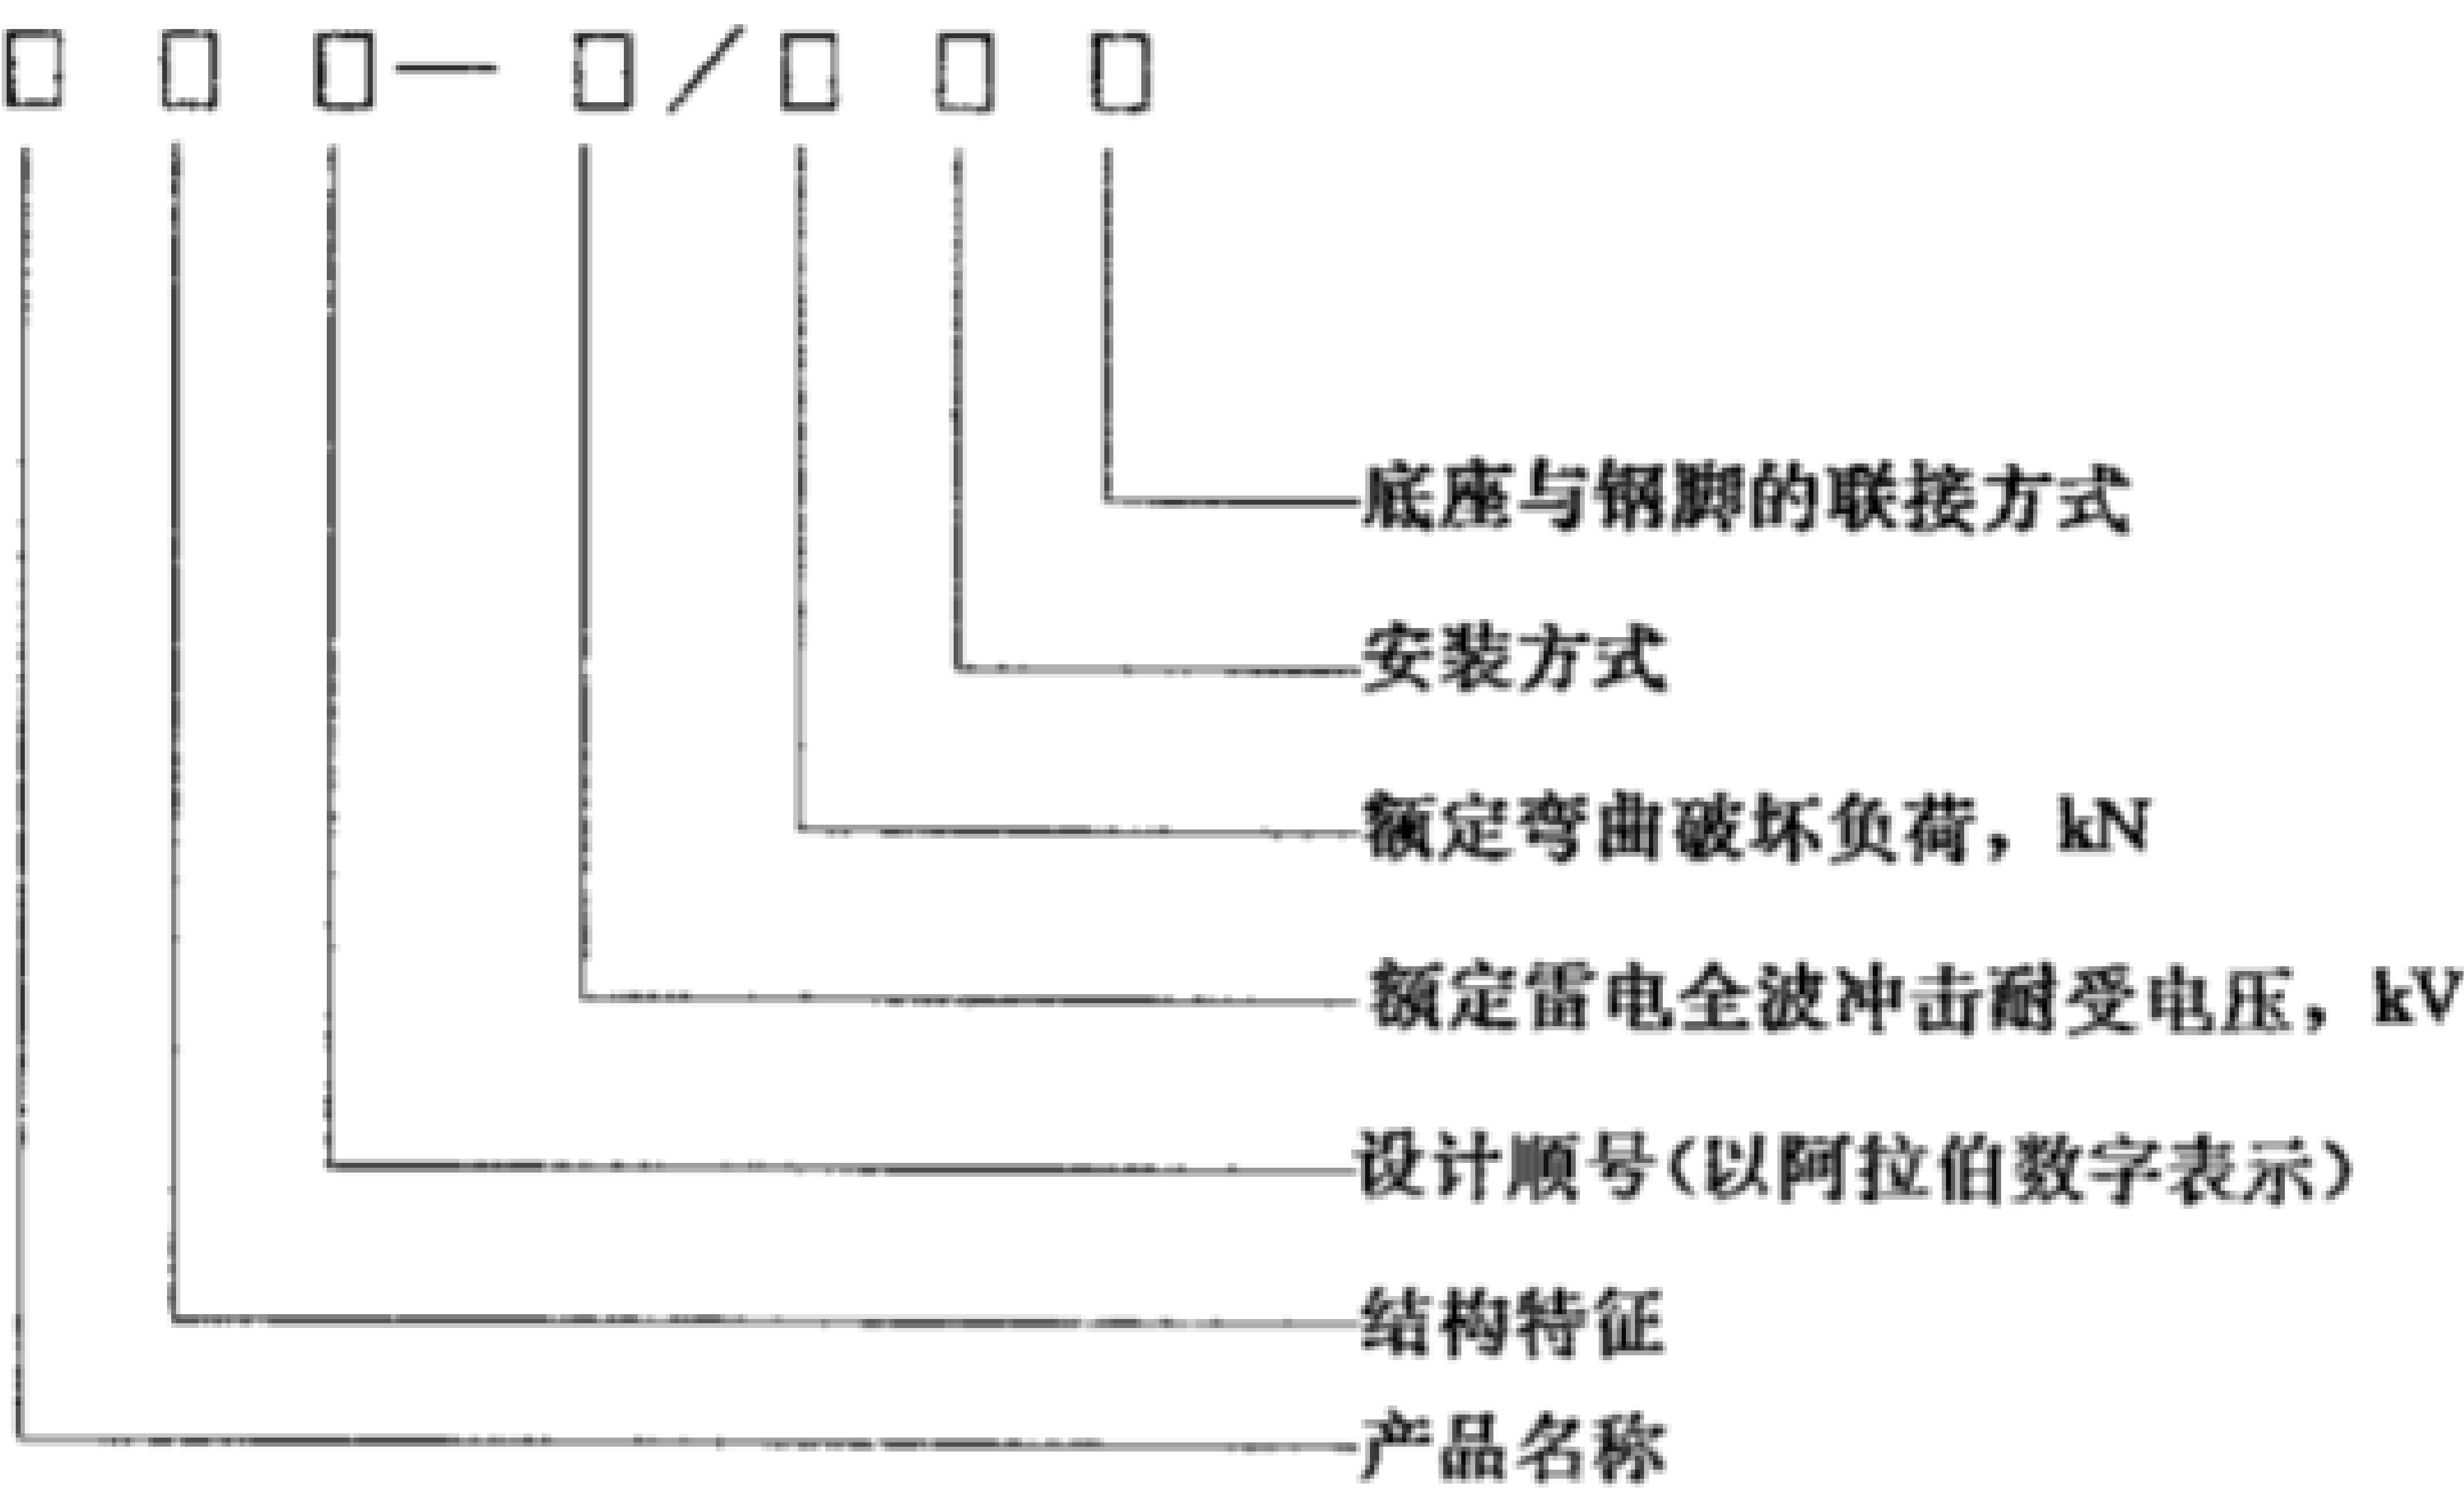 □ □ □— □/□ □ □
底座与钢脚的联接方式
安装方式
额定弯曲破坏负荷，kN
额定雷电全波冲击耐受电压，kV
设计顺号(以阿拉伯数字表示)
结构特征
产品名称